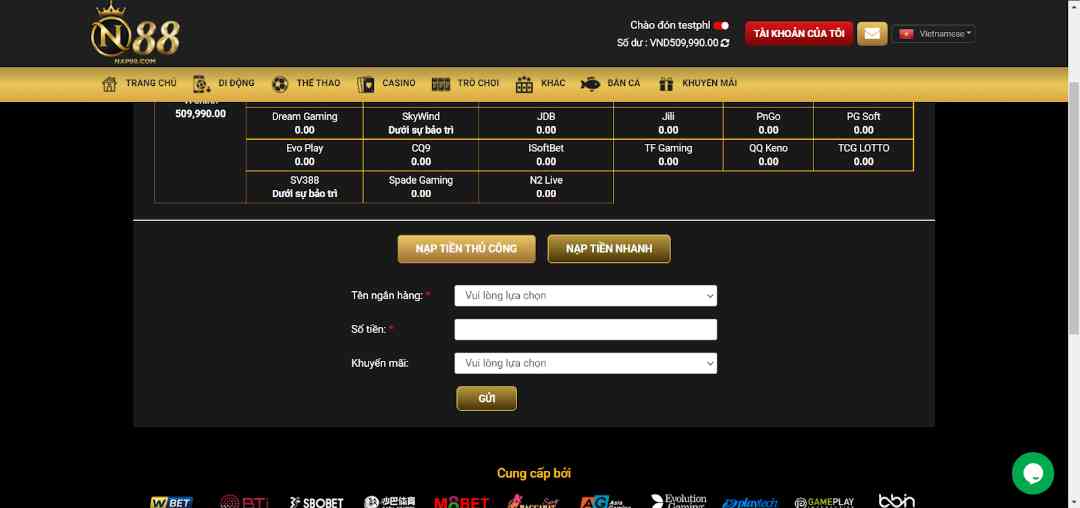 N88
NAP88.COM
Chào đón testphl
Số dư : VND509,990.00
TÀI KHOẢN CỦA TÔI
Vietnamese
TRANG CHỦ
DI ĐỘNG
THỂ THAO
CASINO
TRÒ CHƠI
KHÁC
BẮN CÁ
KHUYẾN MÃI
509,990.00
Dream Gaming
0.00
SkyWind
Dưới sự bảo trì
JDB
0.00
Jili
0.00
PnGo
0.00
PG Soft
0.00
Evo Play
0.00
CQ9
0.00
ISoftBet
0.00
TF Gaming
0.00
QQ Keno
0.00
TCG LOTTO
0.00
SV388
Dưới sự bảo trì
Spade Gaming
0.00
N2 Live
0.00
NẠP TIỀN THỦ CÔNG
NẠP TIỀN NHANH
Tên ngân hàng: *
Vui lòng lựa chọn
Số tiền: *
Khuyến mãi:
Vui lòng lựa chọn
GỬI
Cung cấp bởi
WBET
BTi
SBOBET
M8BET
AG Asia
Evolution
Gaming
playtech
GAMEPLAY
bbin